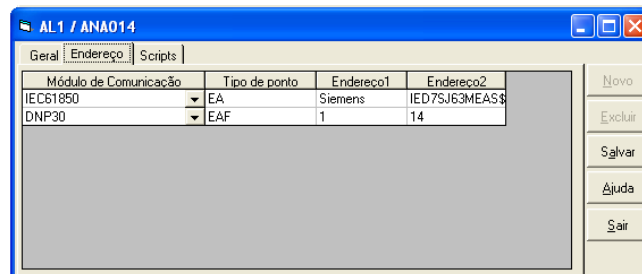 AL1 / ANA014
Geral Endereço Scripts
Módulo de Comunicação Tipo de ponto Endereço1 Endereço2
IEC61850 EA Siemens IED7SJ63MEAS$
DNP30 EAF 1 14
Novo
Excluir
Salvar
Ajuda
Sair